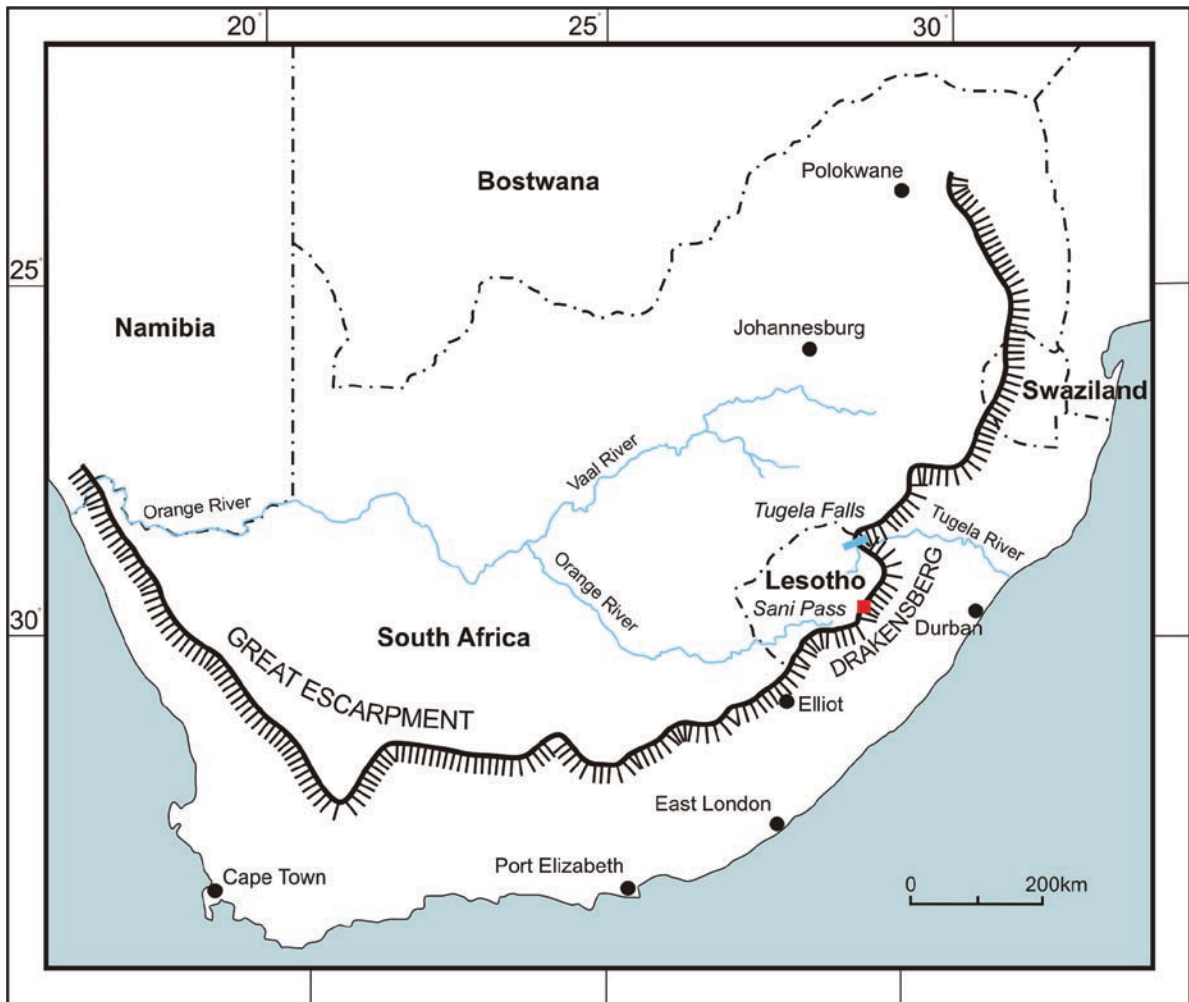 20°
25°
30°
Polokwane
Bostwana
25°
Namibia
Johannesburg
Swaziland
Vaal River
Orange River
Tugela Falls
Tugela River
Orange River
Lesotho
Sani Pass
30°
South Africa
Durban
DRAKENSBERG
GREAT ESCARPMENT
Elliot
East London
Port Elizabeth
Cape Town
0 200km